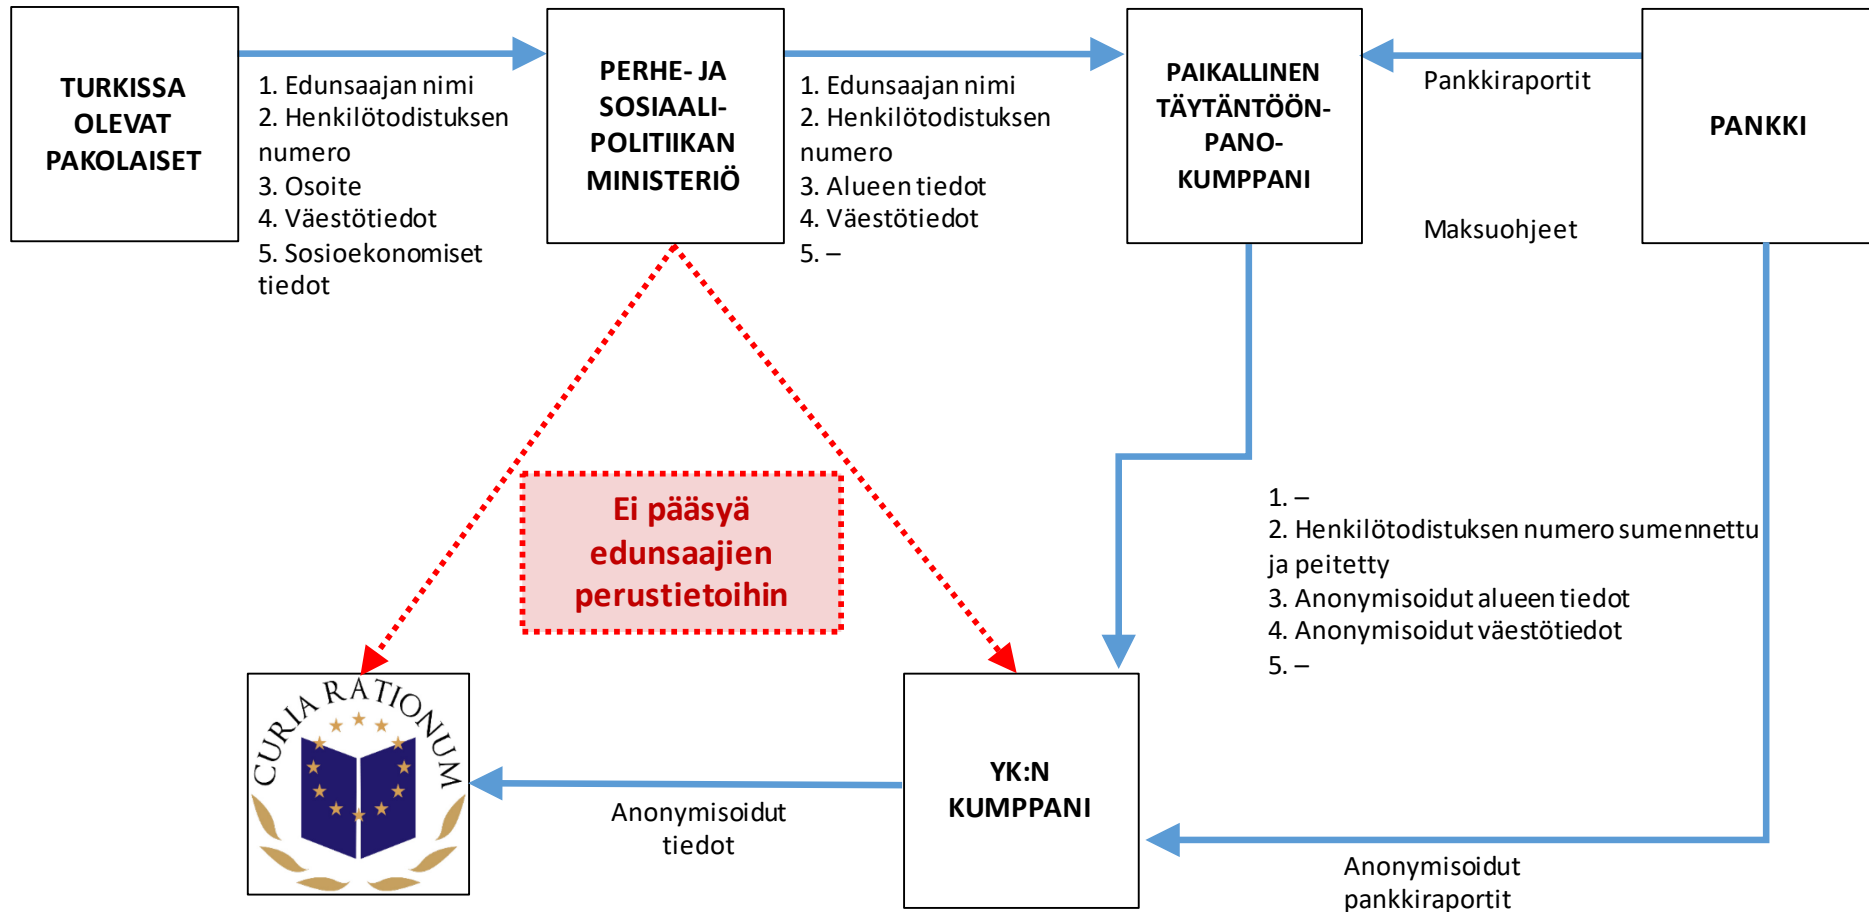 TURKISSA
OLEVAT
PAKOLAISET
1. Edunsaajan nimi
2. Henkilötodistuksen
numero
3. Osoite
4. Väestötiedot
5. Sosioekonomiset
tiedot
PERHE- JA
SOSIAALI-
POLITIIKAN
MINISTERIÖ
1. Edunsaajan nimi
2. Henkilötodistuksen
numero
3. Alueen tiedot
4. Väestötiedot
5. –
PAIKALLINEN
TÄYTÄNTÖÖN-
PANO-
KUMPPANI
Pankkiraportit
Maksuohjeet
PANKKI
Ei pääsyä
edunsaajien
perustietoihin
1. –
2. Henkilötodistuksen numero sumennettu
ja peitetty
3. Anonymisoidut alueen tiedot
4. Anonymisoidut väestötiedot
5. –
CURIA RATIONUM
Anonymisoidut
tiedot
YK:N
KUMPPANI
Anonymisoidut
pankkiraportit